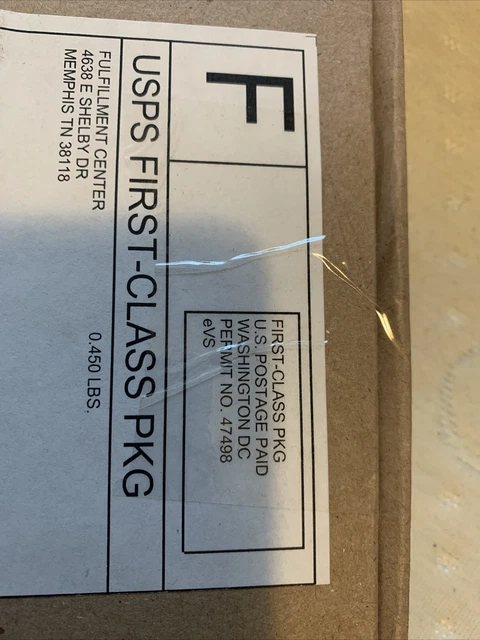 F
FIRST-CLASS PKG
U.S. POSTAGE PAID
WASHINGTON DC
PERMIT NO. 47498
eVS
USPS FIRST-CLASS PKG
FULFILLMENT CENTER
4638 E SHELBY DR
MEMPHIS TN 38118
0.450 LBS.